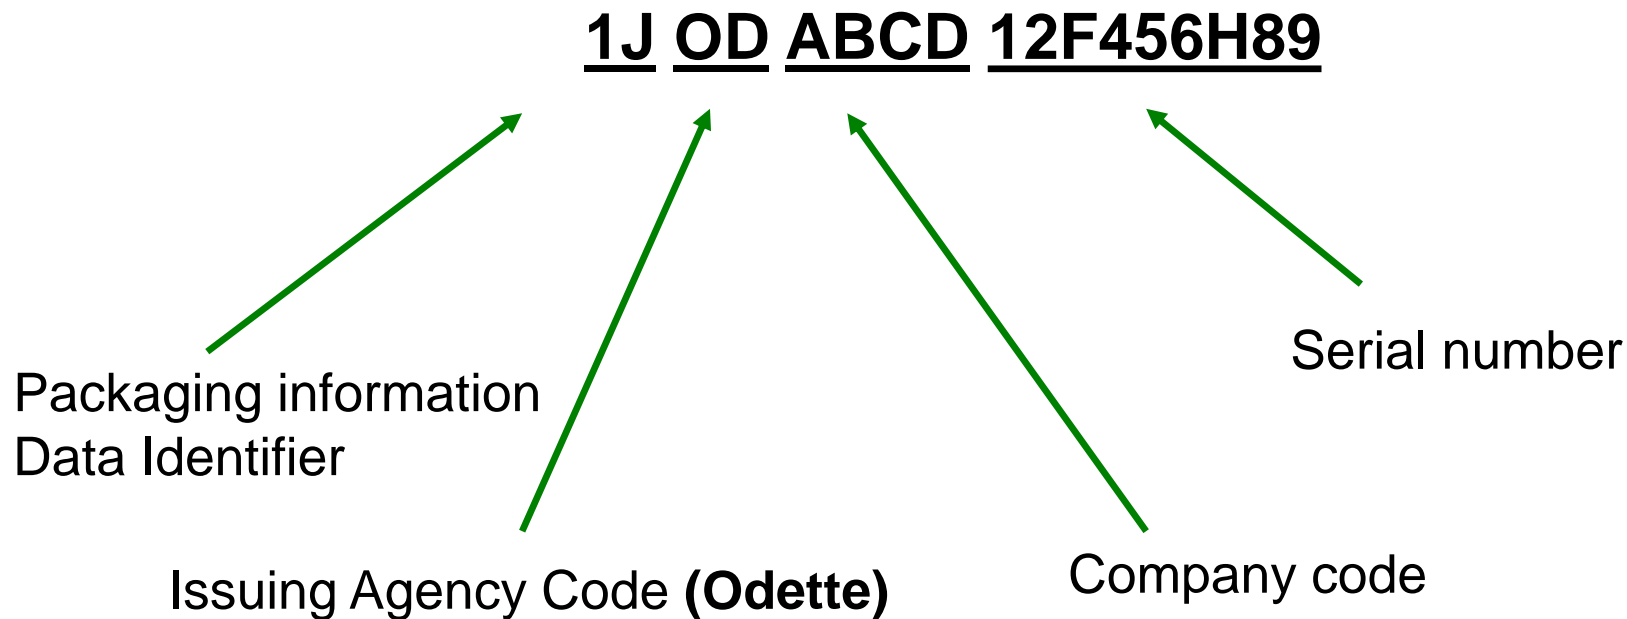 1J OD ABCD 12F456H89
Serial number
Packaging information
Data Identifier
Issuing Agency Code (Odette)
Company code